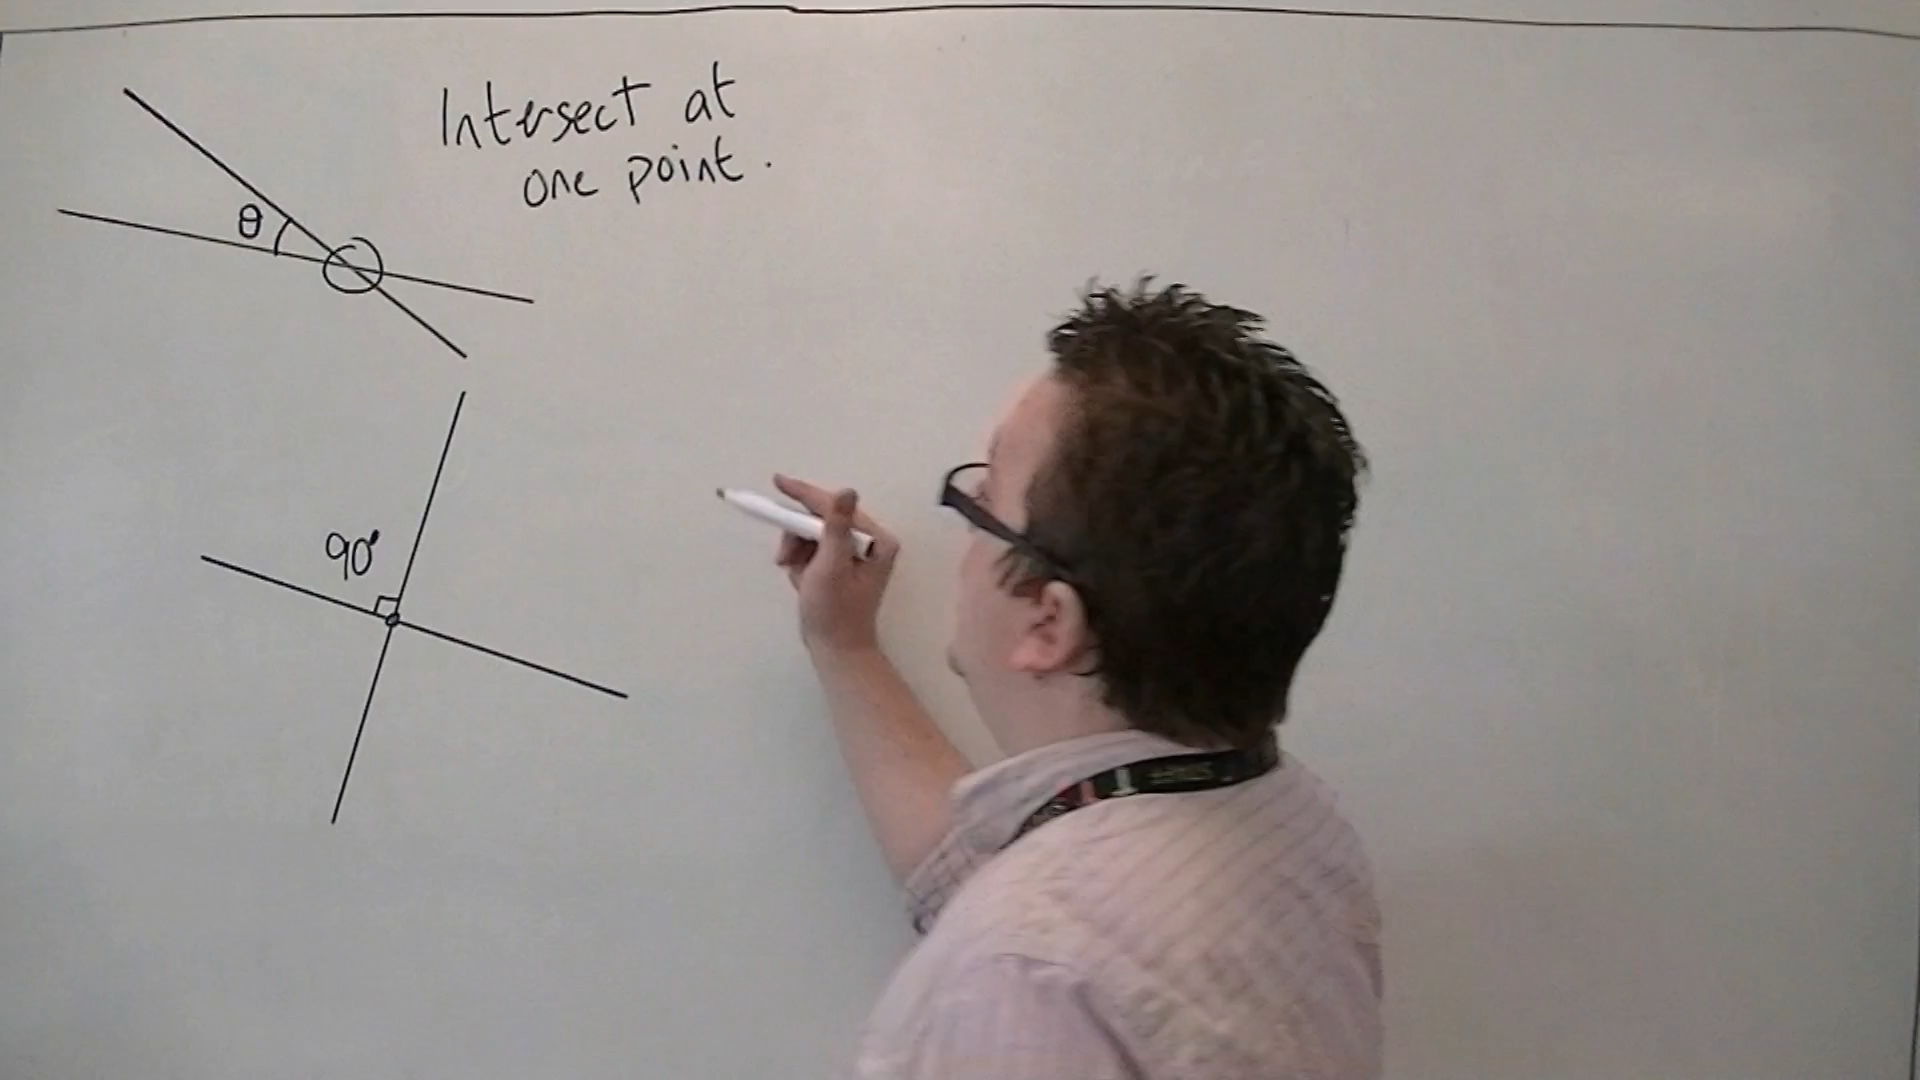 Intersect at
one point.
θ
90°